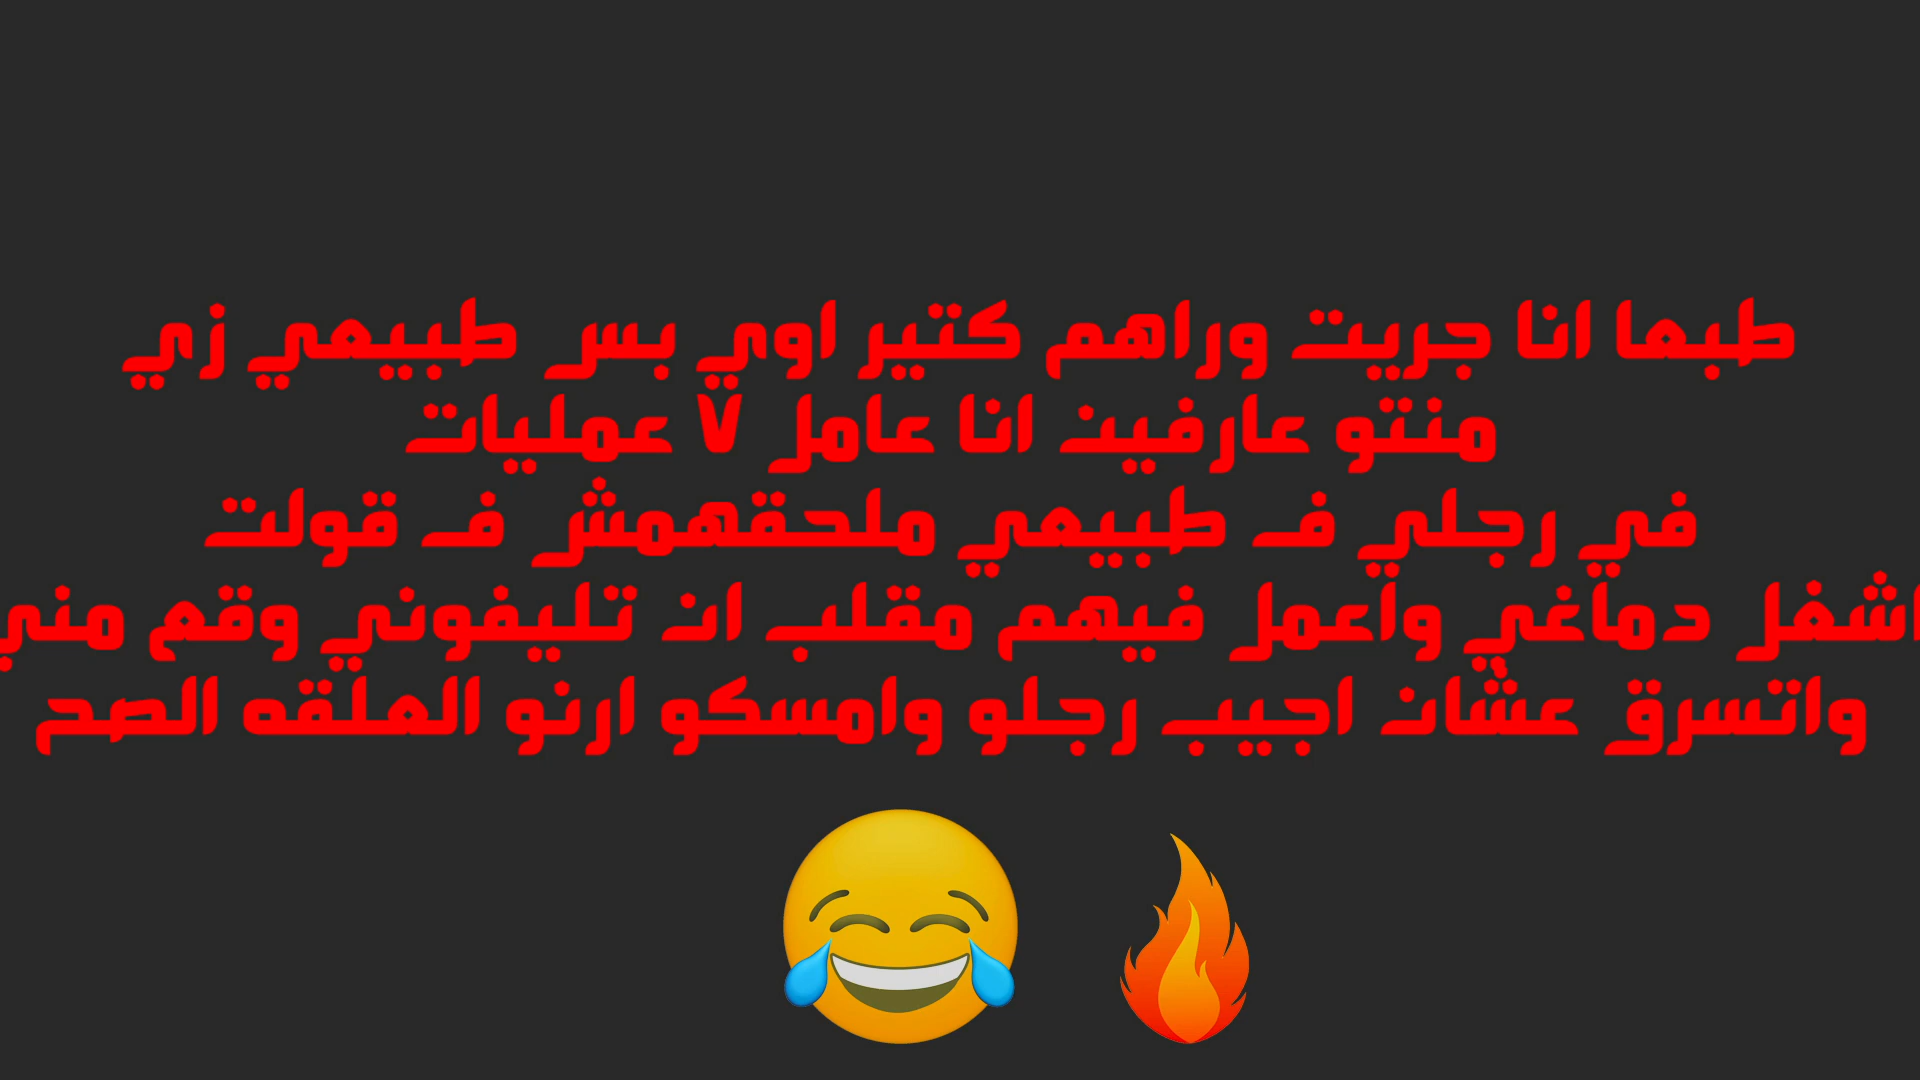 طبعا انا جريت وراهم كتير اوي بس طبيعي زي
منتو عارفين انا عامل ٧ عمليات
في رجلي ف طبيعي ملحقهمش ف قولت
اشغل دماغي واعمل فيهم مقلب ان تليفوني وقع مني
واتسرق عشان اجيب رجلو وامسكو ارنو العلقه الصح